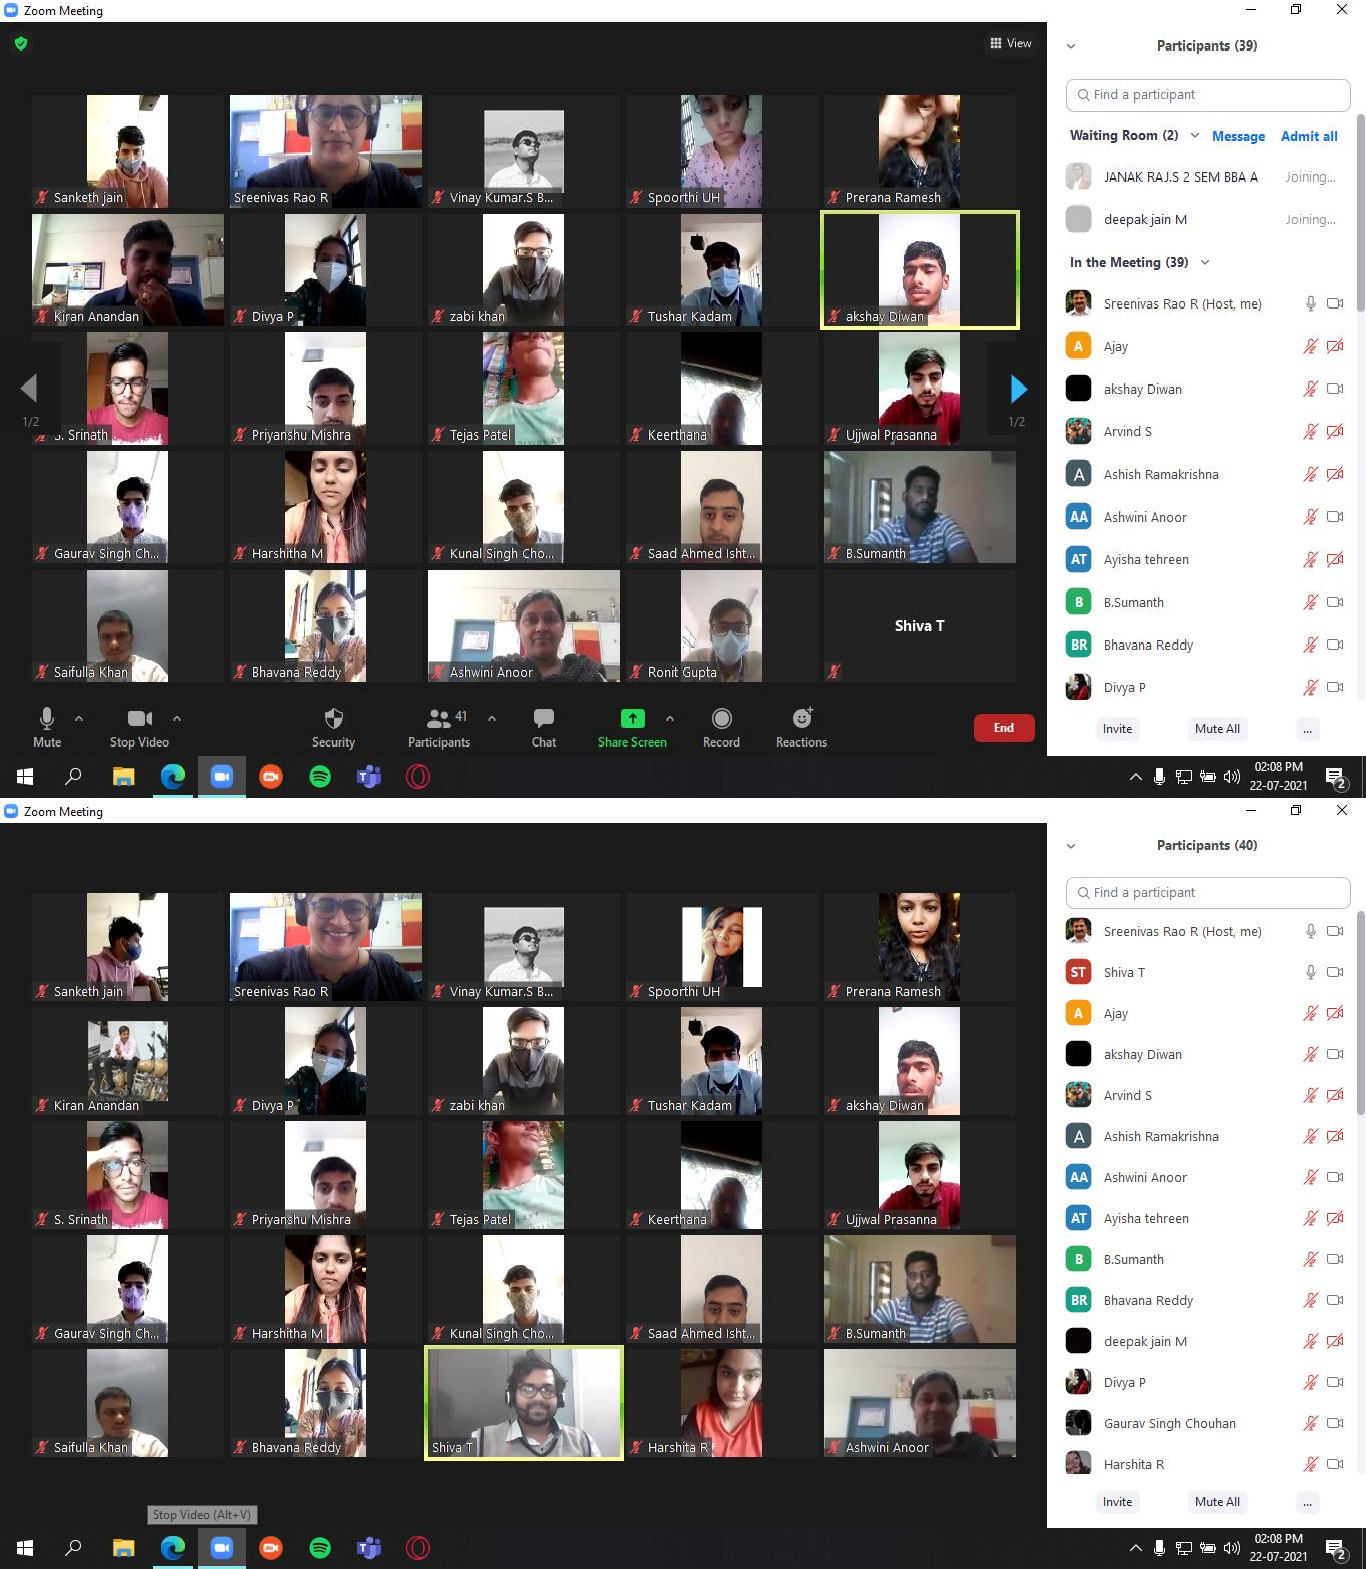 Zoom Meeting
View
Sanketh jain
Sreenivas Rao R
Vinay Kumar.S B...
Spoorthi UH
Prerana Ramesh
Kiran Anandan
Divya P
zabi khan
Tushar Kadam
akshay Diwan
1/2
1/2
S. Srinath
Priyanshu Mishra
Tejas Patel
Keerthana
Ujjwal Prasanna
Gaurav Singh Ch...
Harshitha M
Kunal Singh Cho...
Saad Ahmed Isht...
B.Sumanth
Saifulla Khan
Bhavana Reddy
Ashwini Anoor
Ronit Gupta
Shiva T
Mute
Stop Video
Security
41
Participants
Chat
Share Screen
Record
Reactions
End
Participants (39)
Find a participant
Waiting Room (2) Message Admit all
JANAK RAJ.S 2 SEM BBA A Joining...
deepak jain M Joining...
In the Meeting (39)
Sreenivas Rao R (Host, me)
A Ajay
akshay Diwan
Arvind S
A Ashish Ramakrishna
AA Ashwini Anoor
AT Ayisha tehreen
B B.Sumanth
BR Bhavana Reddy
Divya P
Invite Mute All ...
02:08 PM
22-07-2021
2
Zoom Meeting
Sanketh jain
Sreenivas Rao R
Vinay Kumar.S B...
Spoorthi UH
Prerana Ramesh
Kiran Anandan
Divya P
zabi khan
Tushar Kadam
akshay Diwan
S. Srinath
Priyanshu Mishra
Tejas Patel
Keerthana
Ujjwal Prasanna
Gaurav Singh Ch...
Harshitha M
Kunal Singh Cho...
Saad Ahmed Isht...
B.Sumanth
Saifulla Khan
Bhavana Reddy
Shiva T
Harshita R
Ashwini Anoor
Stop Video (Alt+V)
Participants (40)
Find a participant
Sreenivas Rao R (Host, me)
ST Shiva T
A Ajay
akshay Diwan
Arvind S
A Ashish Ramakrishna
AA Ashwini Anoor
AT Ayisha tehreen
B B.Sumanth
BR Bhavana Reddy
deepak jain M
Divya P
Gaurav Singh Chouhan
Harshita R
Invite Mute All ...
02:08 PM
22-07-2021
2